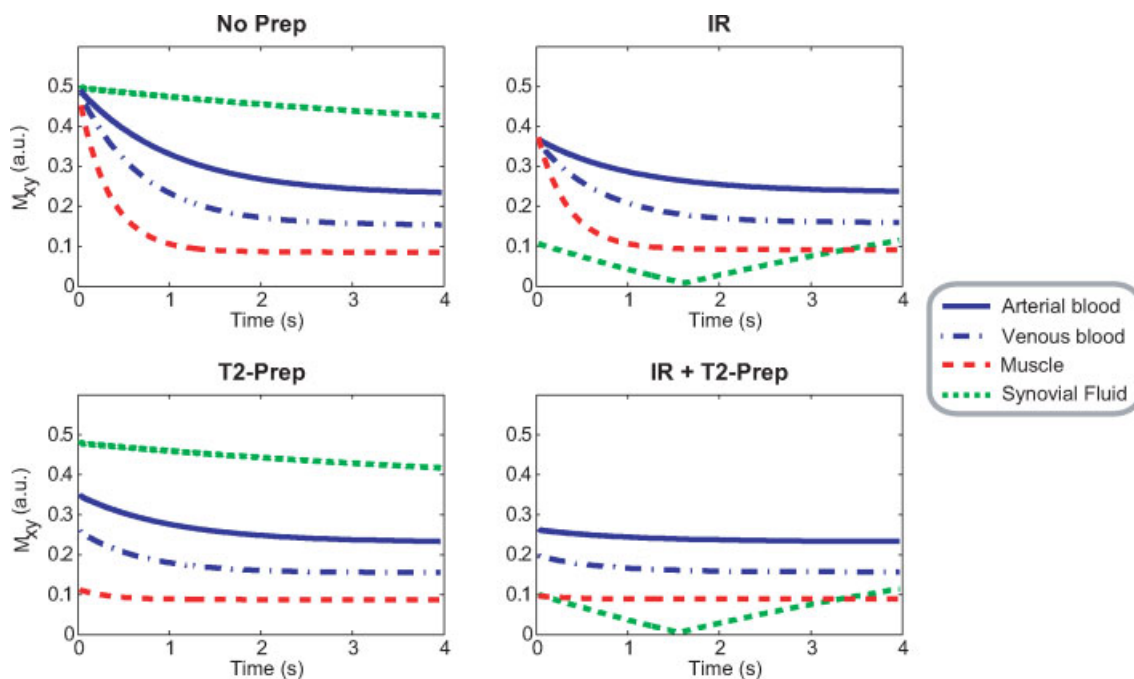 No Prep
IR
0.5
0.4
0.3
0.2
0.1
0
M_xy (a.u.)
0 1 2 3 4
Time (s)
0.5
0.4
0.3
0.2
0.1
0
0 1 2 3 4
Time (s)
Arterial blood
Venous blood
Muscle
Synovial Fluid
T2-Prep
IR + T2-Prep
0.5
0.4
0.3
0.2
0.1
0
M_xy (a.u.)
0 1 2 3 4
Time (s)
0.5
0.4
0.3
0.2
0.1
0
0 1 2 3 4
Time (s)